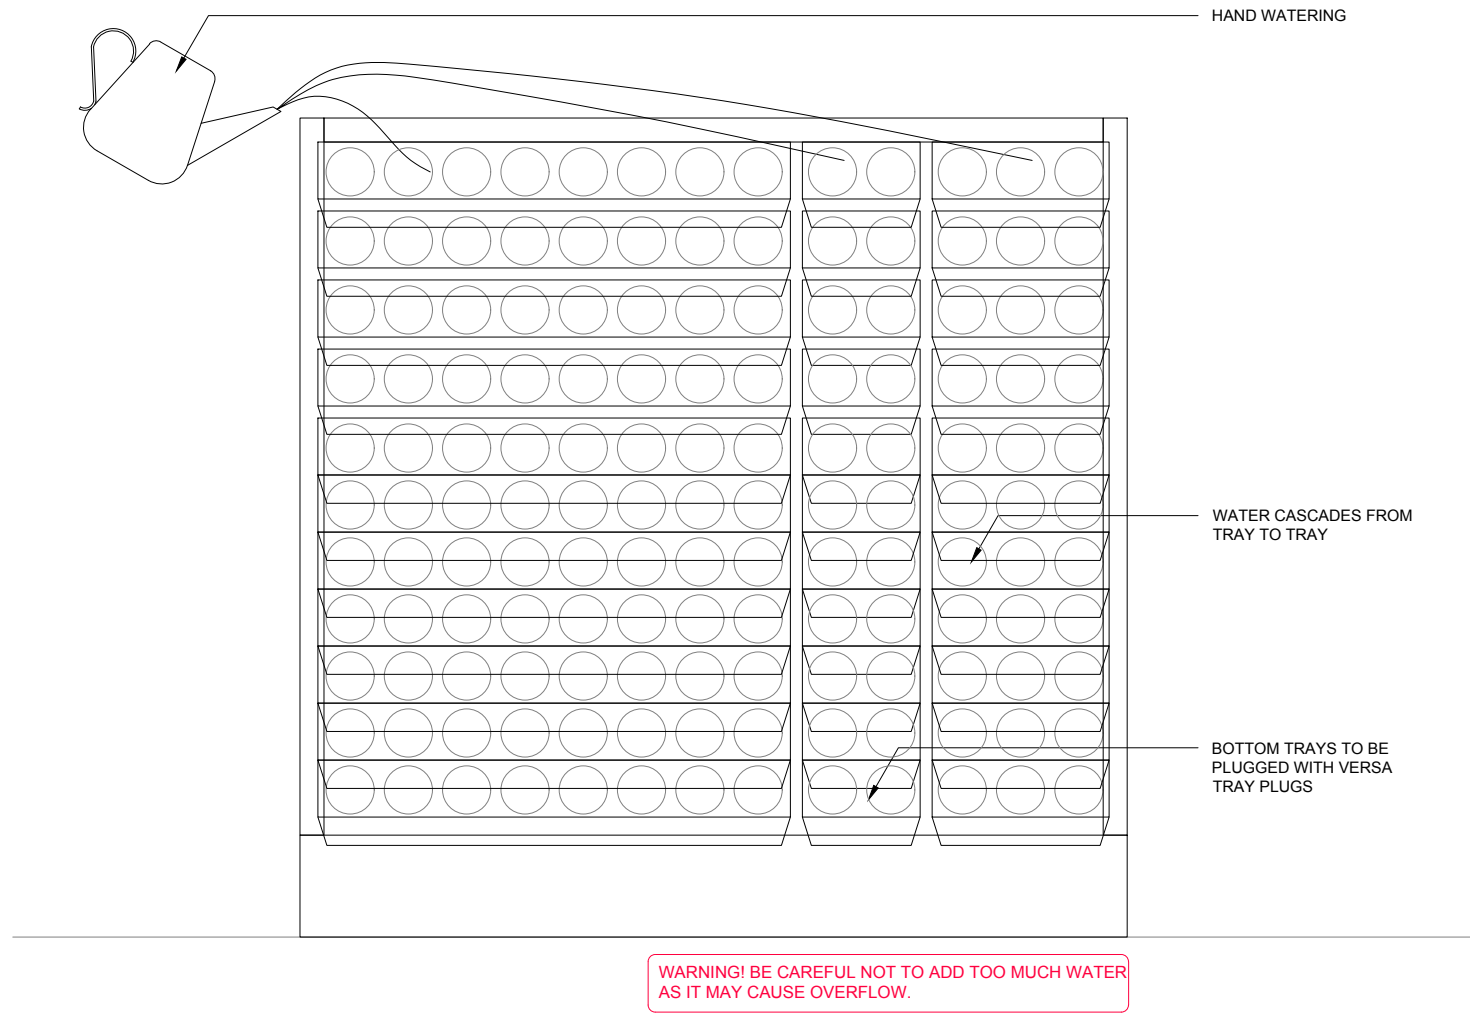 HAND WATERING
WATER CASCADES FROM
TRAY TO TRAY
BOTTOM TRAYS TO BE
PLUGGED WITH VERSA
TRAY PLUGS
WARNING! BE CAREFUL NOT TO ADD TOO MUCH WATER
AS IT MAY CAUSE OVERFLOW.